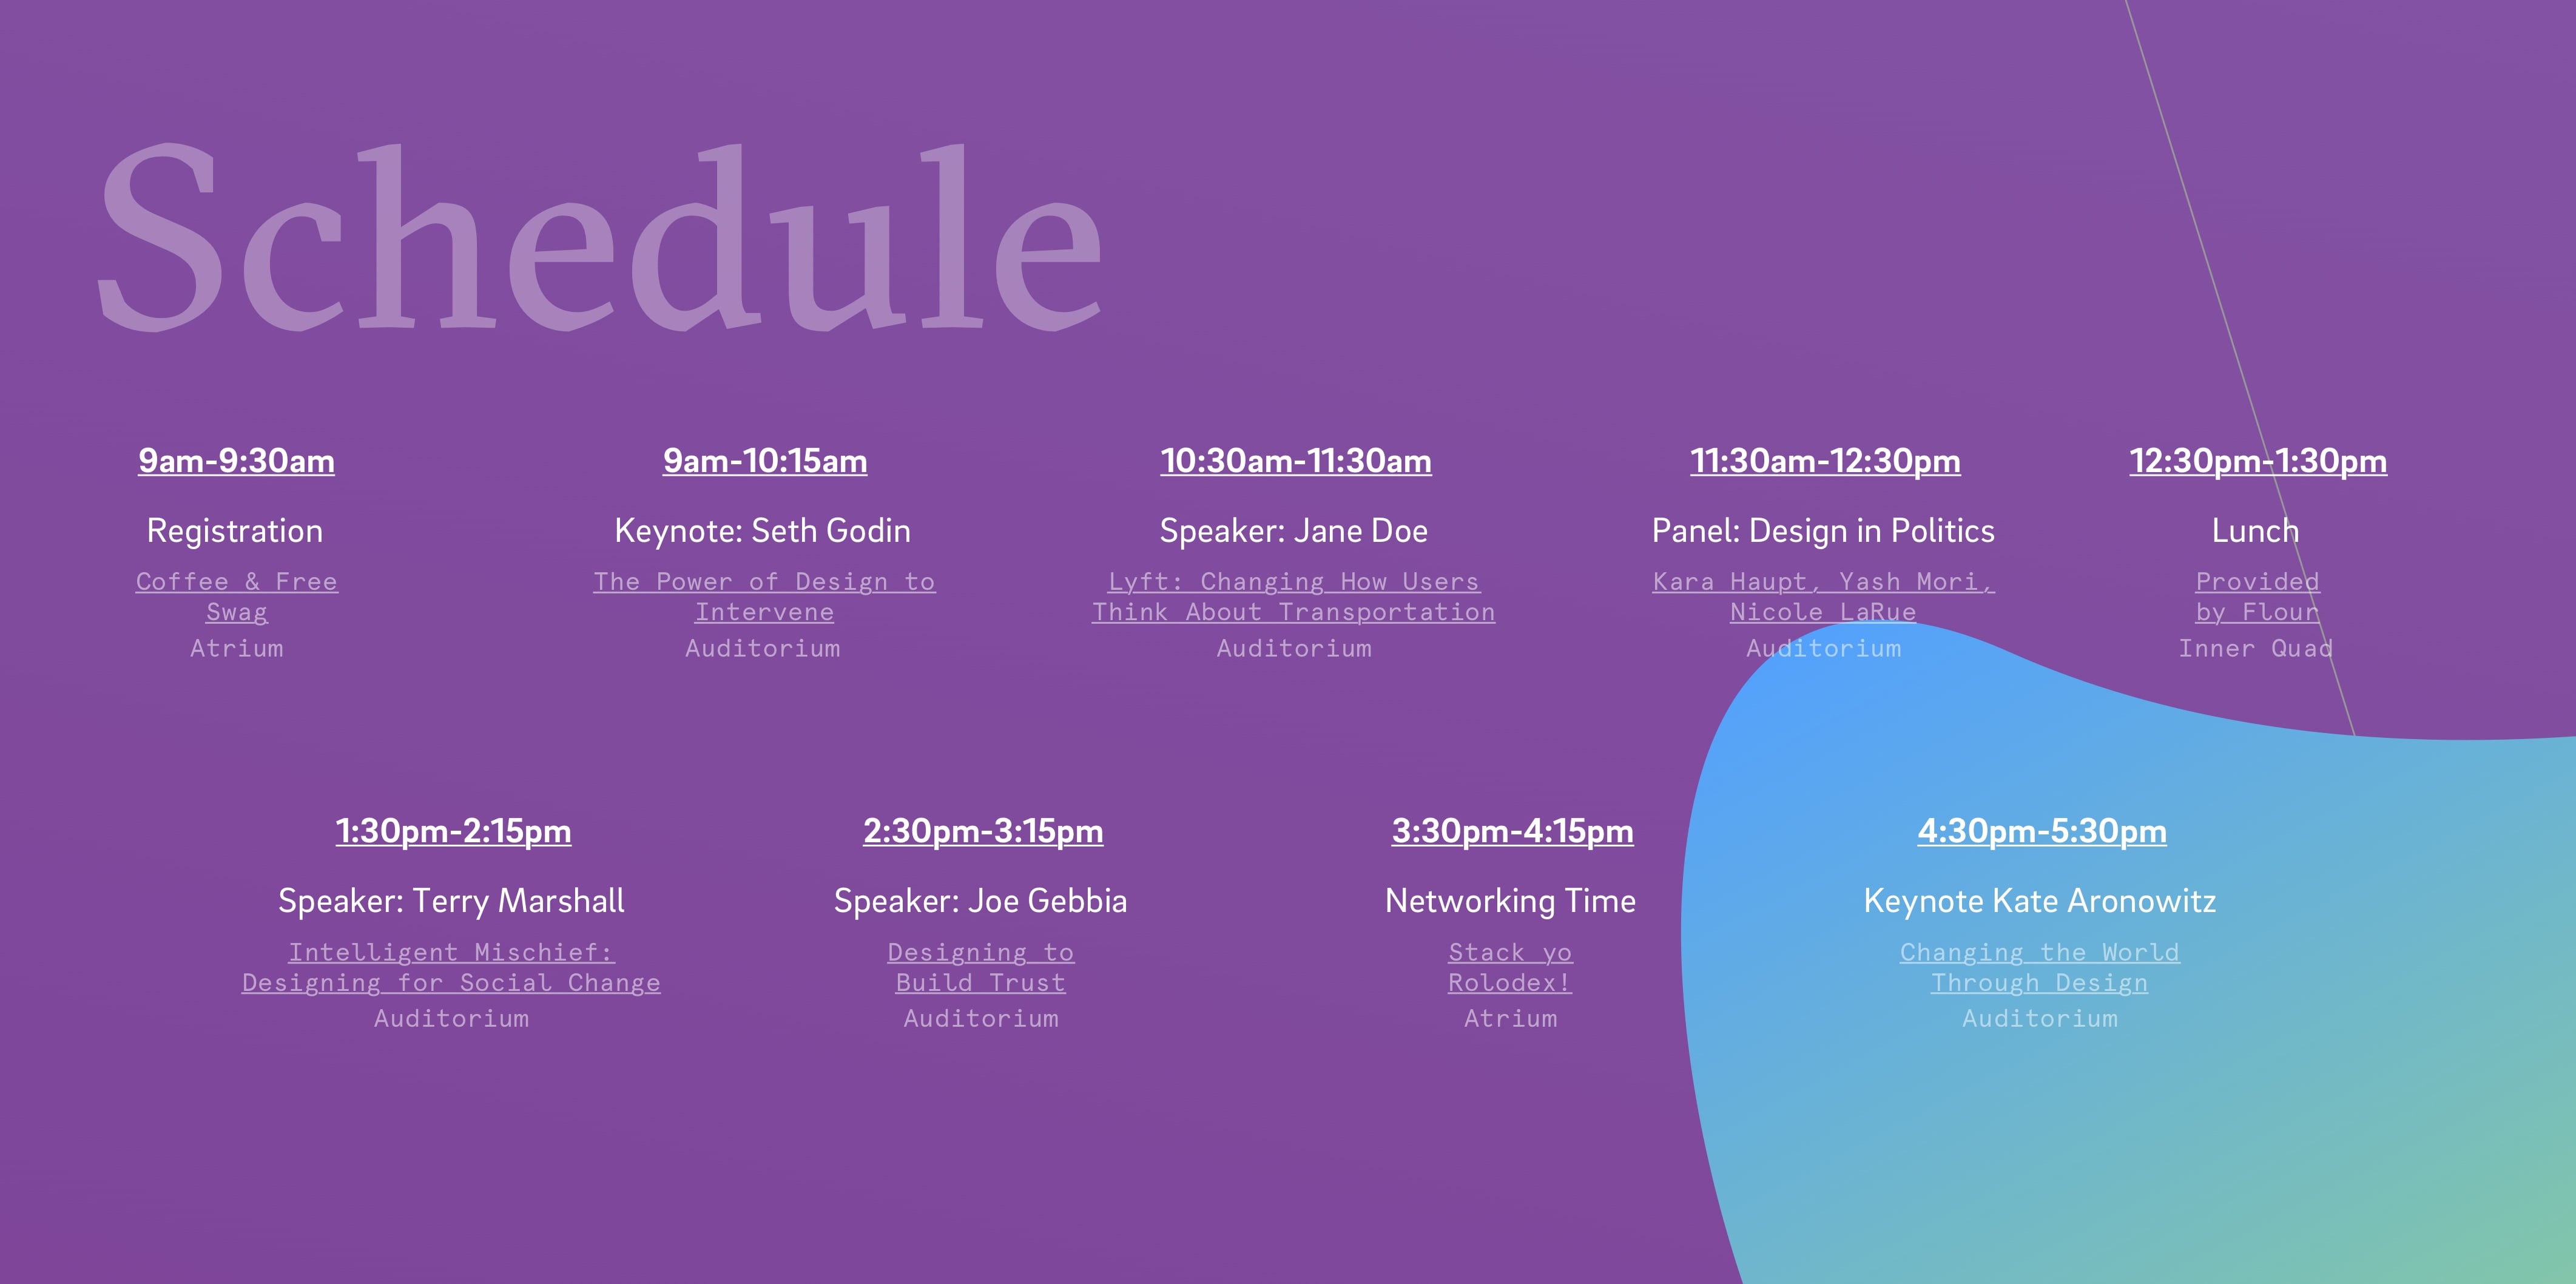 Schedule
9am-9:30am
Registration
Coffee & Free
Swag
Atrium
9am-10:15am
Keynote: Seth Godin
The Power of Design to
Intervene
Auditorium
10:30am-11:30am
Speaker: Jane Doe
Lyft: Changing How Users
Think About Transportation
Auditorium
11:30am-12:30pm
Panel: Design in Politics
Kara Haupt, Yash Mori,
Nicole LaRue
Auditorium
12:30pm-1:30pm
Lunch
Provided
by Flour
Inner Quad
1:30pm-2:15pm
Speaker: Terry Marshall
Intelligent Mischief:
Designing for Social Change
Auditorium
2:30pm-3:15pm
Speaker: Joe Gebbia
Designing to
Build Trust
Auditorium
3:30pm-4:15pm
Networking Time
Stack yo
Rolodex!
Atrium
4:30pm-5:30pm
Keynote Kate Aronowitz
Changing the World
Through Design
Auditorium